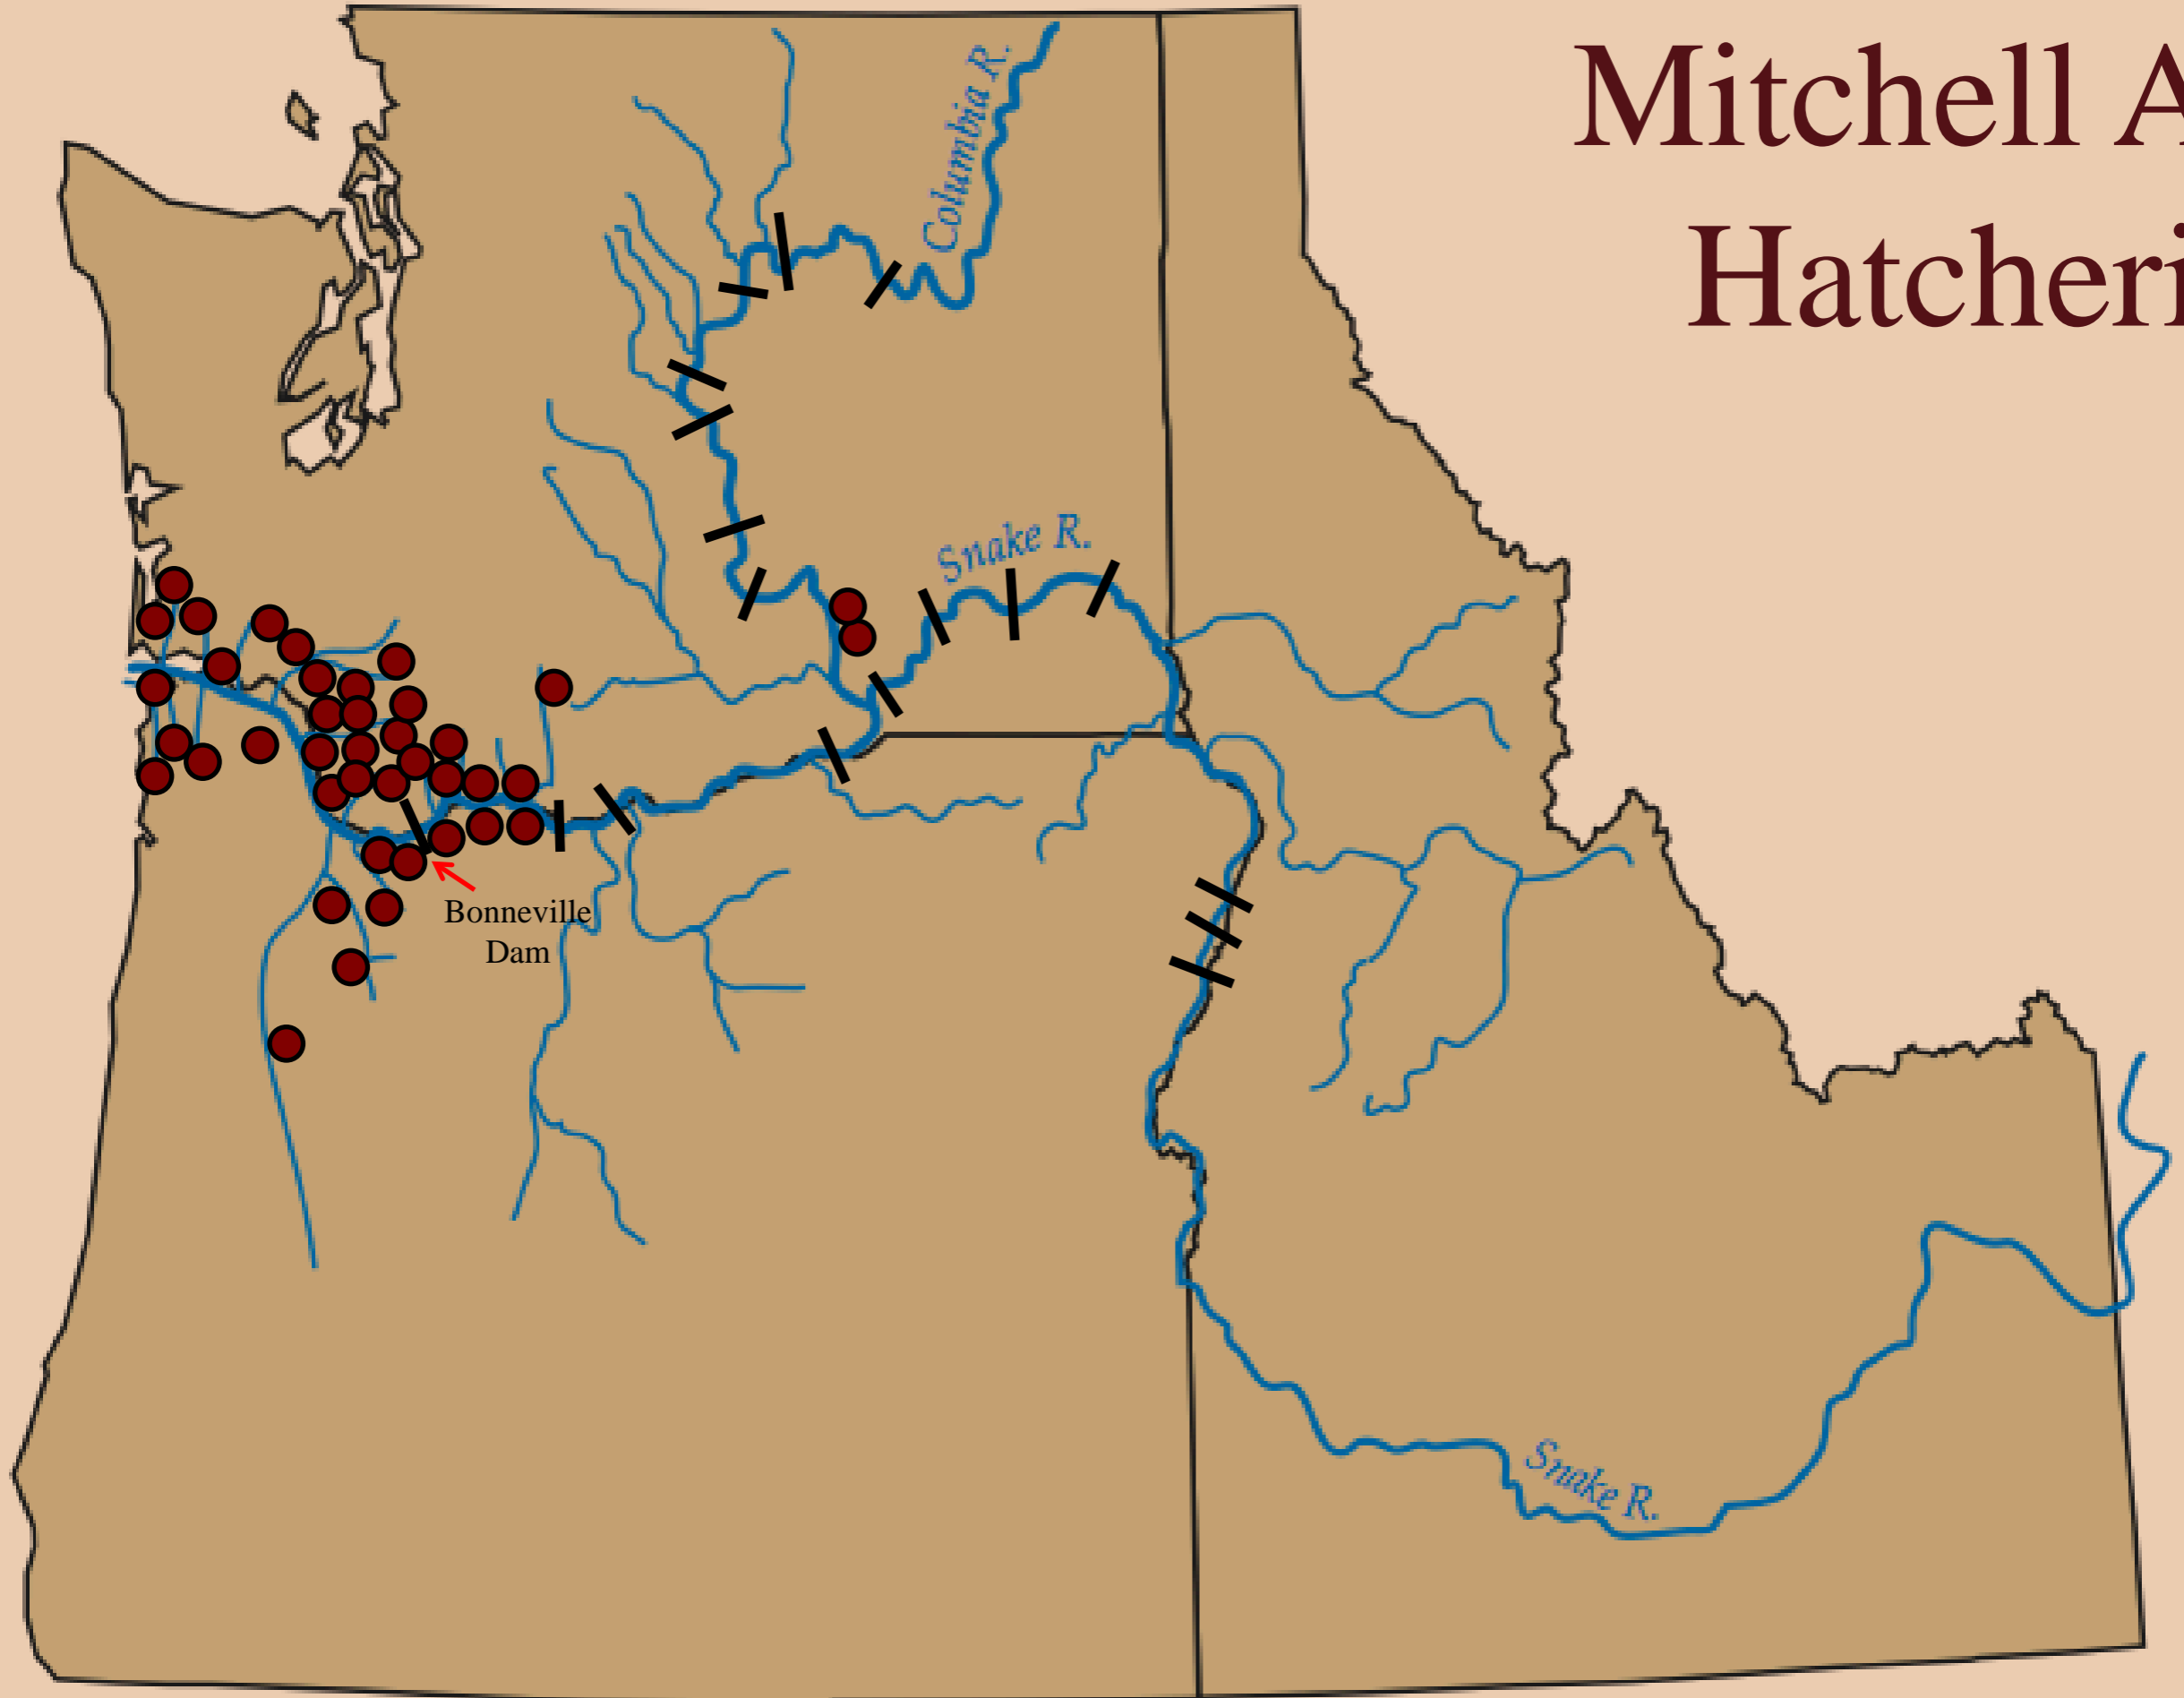 Mitchell A
Hatcheri
Columbia R.
Snake R.
Bonneville
Dam
Snake R.